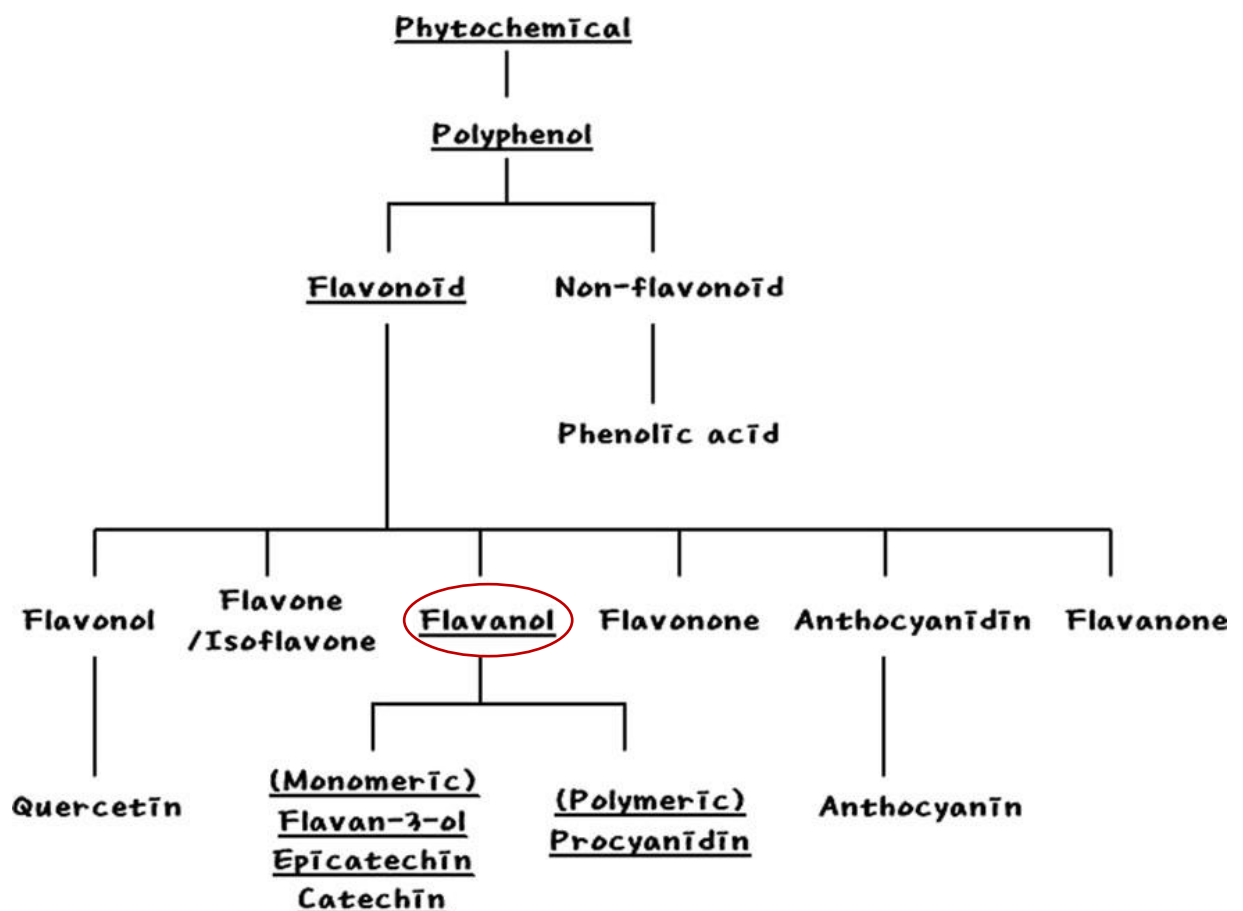 Phytochemical
Polyphenol
Flavonoid
Non-flavonoid
Phenolic acid
Flavonol
Flavone
/Isoflavone
Flavanol
Flavonone
Anthocyanidin
Flavanone
Quercetin
(Monomeric)
Flavan-3-ol
Epicatechin
Catechin
(Polymeric)
Procyanidin
Anthocyanin